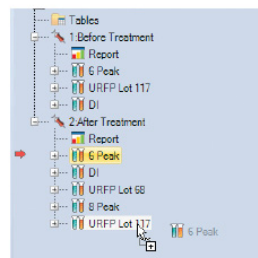 Tables
1:Before Treatment
Report
6 Peak
URFP Lot 117
DI
2:After Treatment
Report
6 Peak
DI
URFP Lot 68
8 Peak
URFP Lot 117
6 Peak